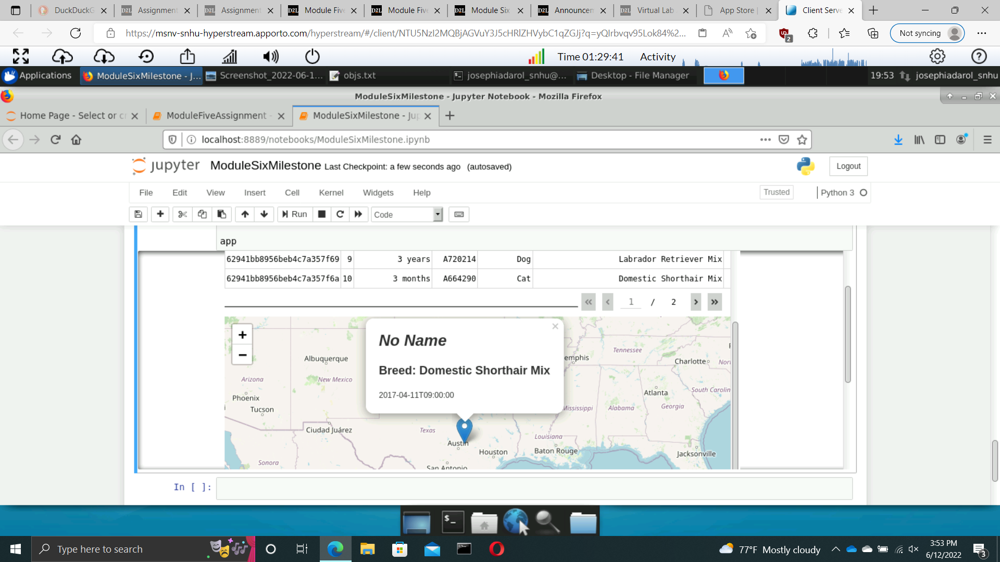 DuckDuckG
Assignment
Assignment
Module Five
Module Five
Module Six
Announcem
Virtual Lab
App Store |
Client Serve
https://msnv-snhu-hyperstream.apporto.com/hyperstream/#/client/NTU5NzI2MQBjAGVuY3J5cHRlZHVybC1qZGJj?q=yQlrbvqv95Lok84%2...
2
Not syncing
Time 01:29:41
Activity
Applications
ModuleSixMilestone - J...
Screenshot_2022-06-1...
objs.txt
josephiadarol_snhu@...
Desktop - File Manager
19:53
josephiadarol_snhu
ModuleSixMilestone - Jupyter Notebook - Mozilla Firefox
Home Page - Select or cr
ModuleFiveAssignment -
ModuleSixMilestone - Jup
localhost:8889/notebooks/ModuleSixMilestone.ipynb
jupyter
ModuleSixMilestone Last Checkpoint: a few seconds ago (autosaved)
Logout
File Edit View Insert Cell Kernel Widgets Help
Trusted
Python 3
Run
Code
app
62941bb8956beb4c7a357f69 9 3 years A720214 Dog Labrador Retriever Mix
62941bb8956beb4c7a357f6a 10 3 months A664290 Cat Domestic Shorthair Mix
« ‹ 1 / 2 › »
+
−
No Name
×
Breed: Domestic Shorthair Mix
2017-04-11T09:00:00
Albuquerque
emphis
Tennessee
Charlotte
Arizona
New Mexico
South Carolin
Atlanta
Phoenix
Tucson
Mississippi
Alabama
Georgia
Ciudad Juárez
Texas
Louisiana
Austin
Houston
Baton Rouge
Jacksonville
Sonora
San Antonio
In [ ]:
$_
Type here to search
77°F Mostly cloudy
3:53 PM
6/12/2022
3